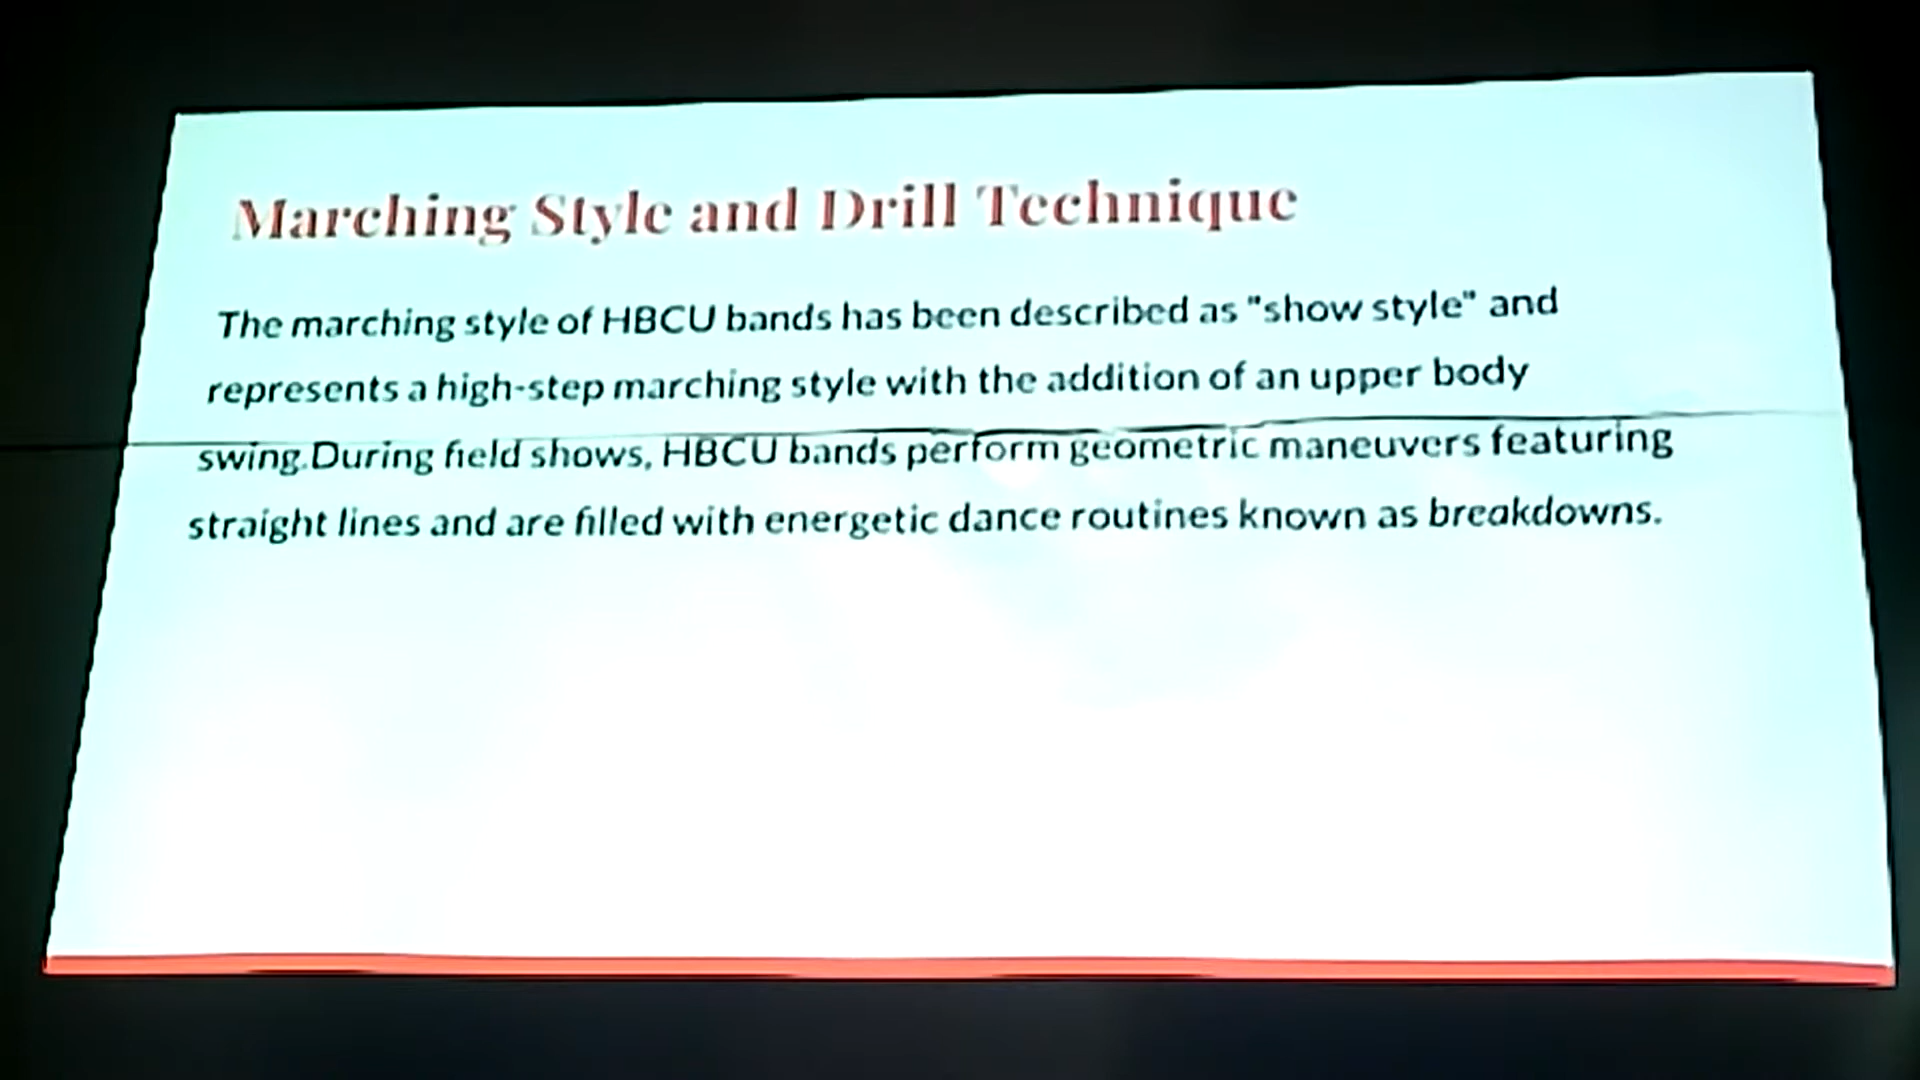 Marching Style and Drill Technique
The marching style of HBCU bands has been described as "show style" and
represents a high-step marching style with the addition of an upper body
swing.During field shows, HBCU bands perform geometric maneuvers featuring
straight lines and are filled with energetic dance routines known as breakdowns.